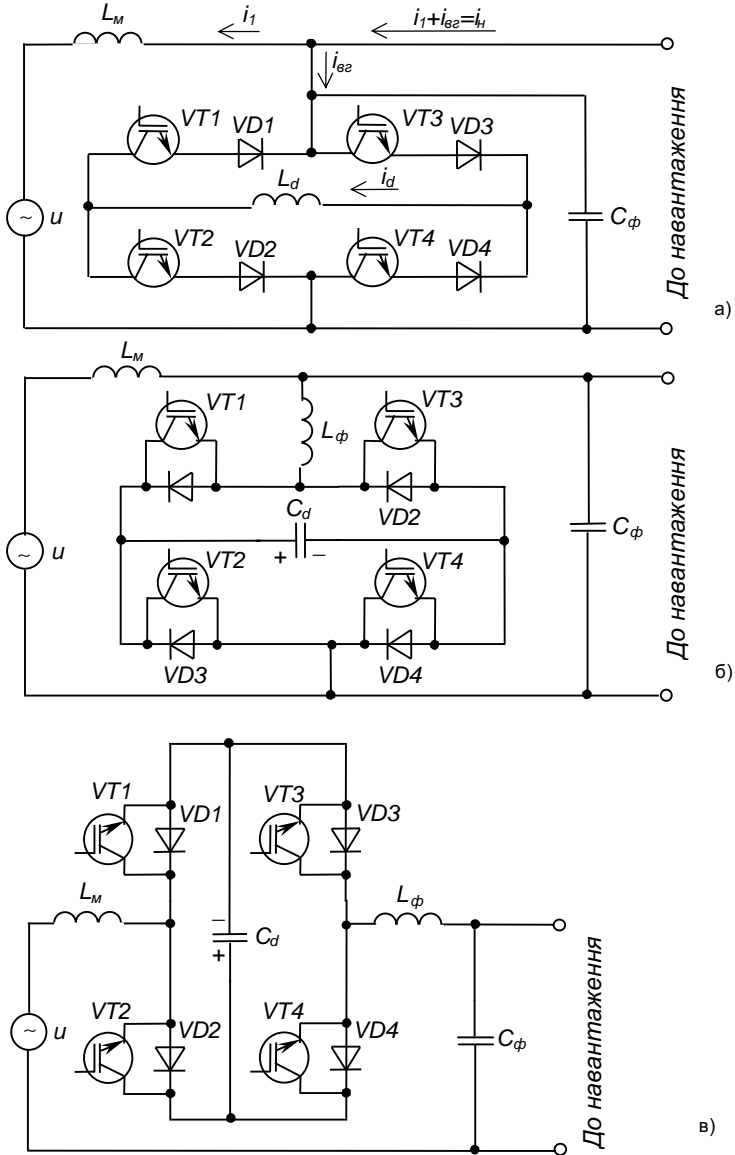 Lм
i1
i1+iвг=iн
iвг
VT1
VD1
VT3
VD3
Ld
id
~
u
VT2
VD2
VT4
VD4
Cф
До навантаження
а)
Lм
VT1
VT3
Lф
VD2
Cd
+
–
~
u
VT2
VT4
VD3
VD4
Cф
До навантаження
б)
VT1
VD1
VT3
VD3
Lм
–
+
Cd
Lф
~
u
VT2
VD2
VT4
VD4
Cф
До навантаження
в)